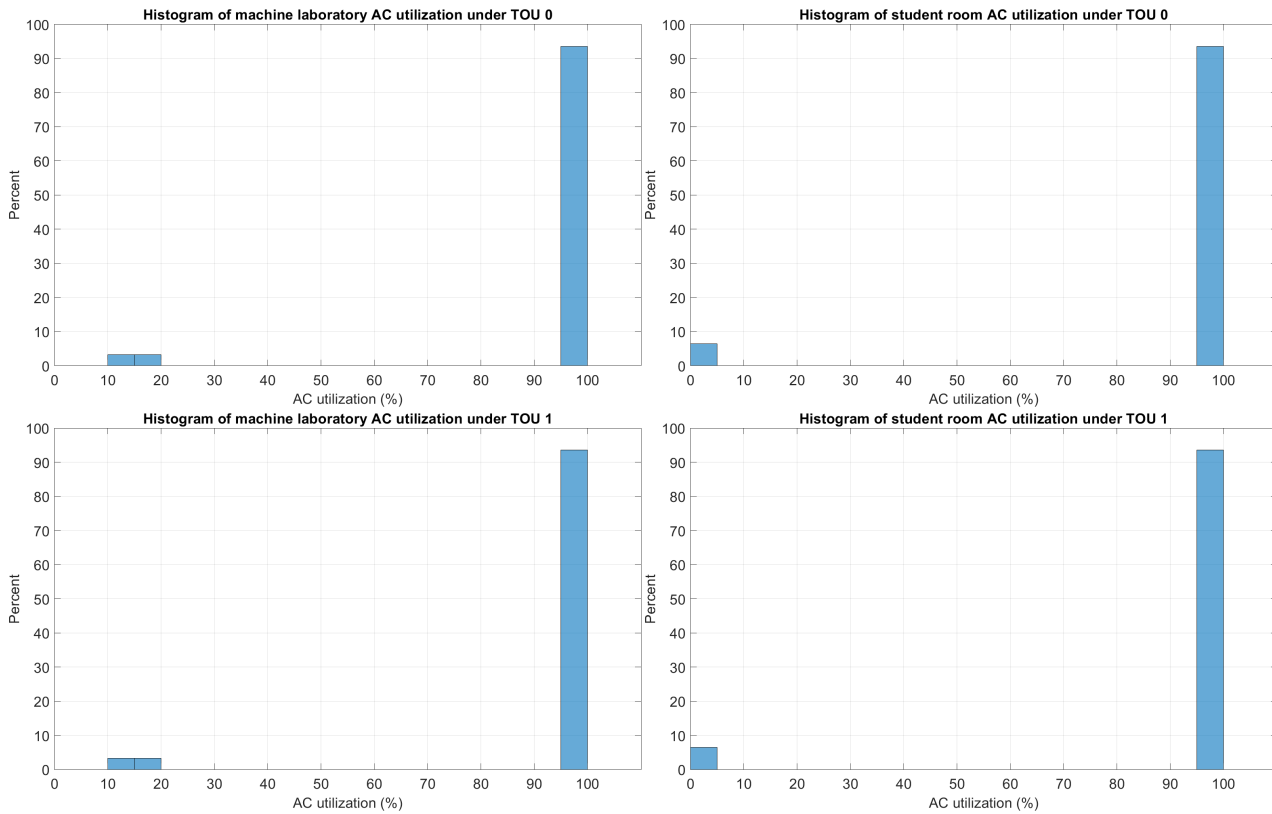 Histogram of machine laboratory AC utilization under TOU 0
100
90
80
70
60
50
40
30
20
10
0
Percent
0 10 20 30 40 50 60 70 80 90 100
AC utilization (%)
Histogram of student room AC utilization under TOU 0
100
90
80
70
60
50
40
30
20
10
0
Percent
0 10 20 30 40 50 60 70 80 90 100
AC utilization (%)
Histogram of machine laboratory AC utilization under TOU 1
100
90
80
70
60
50
40
30
20
10
0
Percent
0 10 20 30 40 50 60 70 80 90 100
AC utilization (%)
Histogram of student room AC utilization under TOU 1
100
90
80
70
60
50
40
30
20
10
0
Percent
0 10 20 30 40 50 60 70 80 90 100
AC utilization (%)